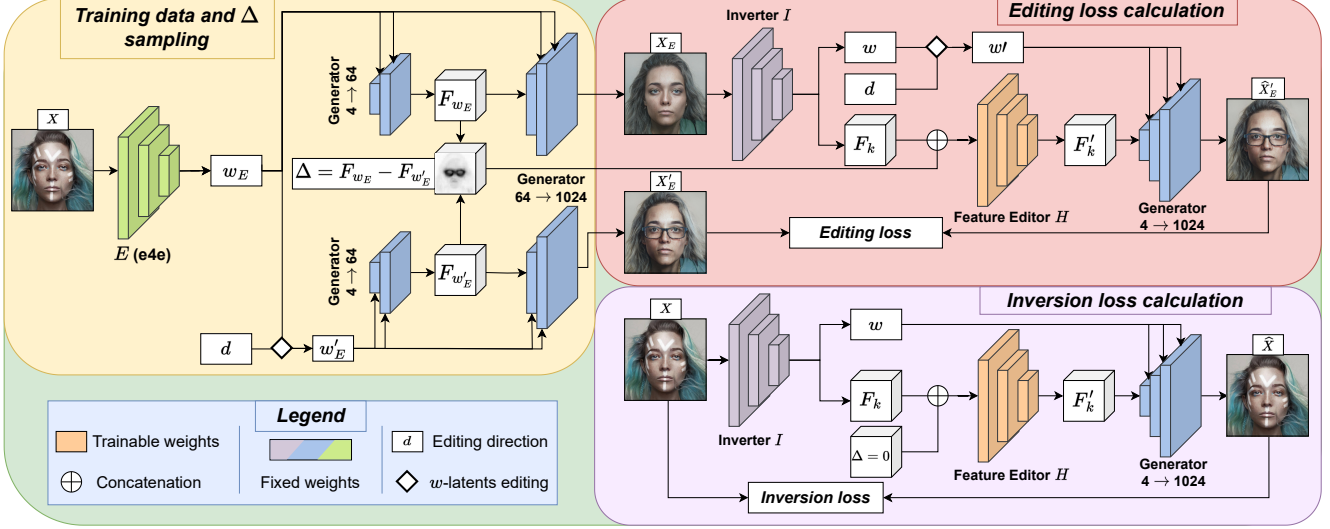 Training data and Δ
sampling
X
E (e4e)
w_E
Generator
4 → 64
F_{w_E}
Δ = F_{w_E} − F_{w'_E}
Generator
64 → 1024
Generator
4 → 64
F_{w'_E}
d
w'_E
Editing loss calculation
Inverter I
X_E
w
w'
d
F_k
F'_k
X̂'_E
Feature Editor H
Generator
4 → 1024
X'_E
Editing loss
Inversion loss calculation
X
w
F_k
F'_k
X̂
Δ = 0
Inverter I
Feature Editor H
Generator
4 → 1024
Inversion loss
Legend
Trainable weights
Concatenation
Fixed weights
d
Editing direction
w-latents editing